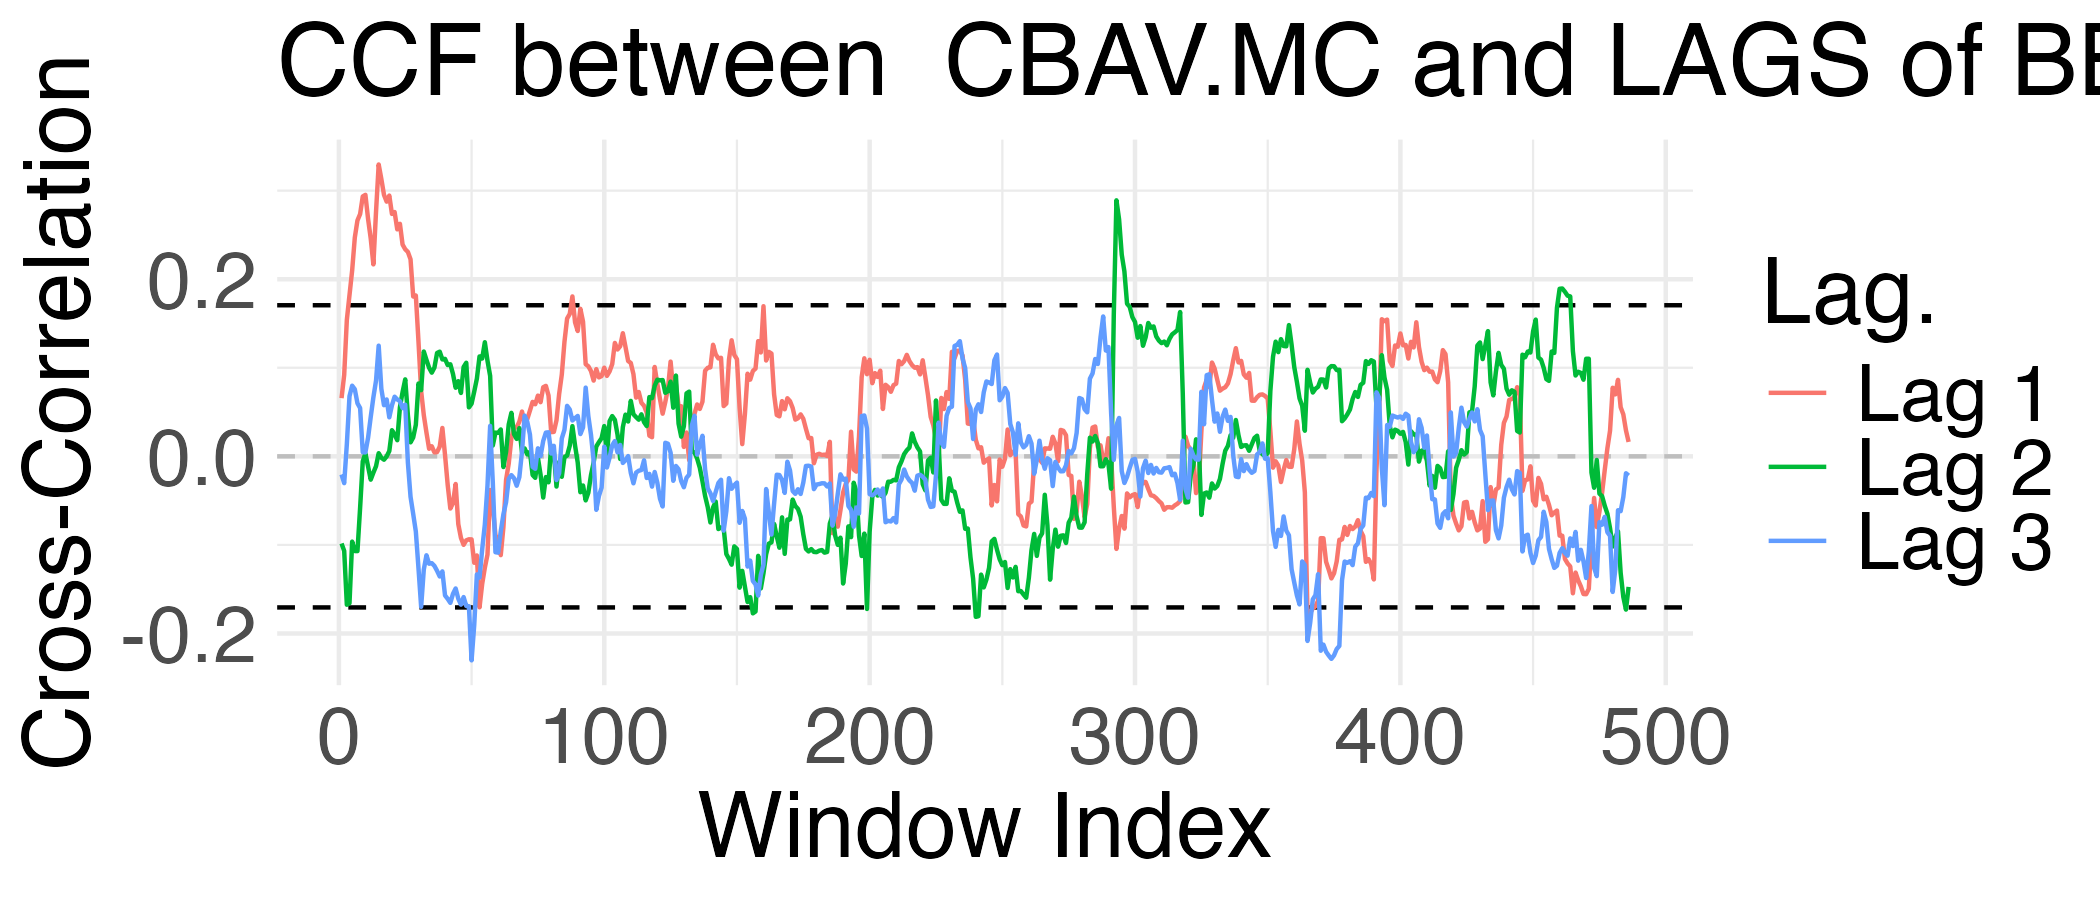 CCF between  CBAV.MC and LAGS of
Cross-Correlation
0.2
0.0
-0.2
0
100
200
300
400
500
Window Index
Lag.
Lag 1
Lag 2
Lag 3